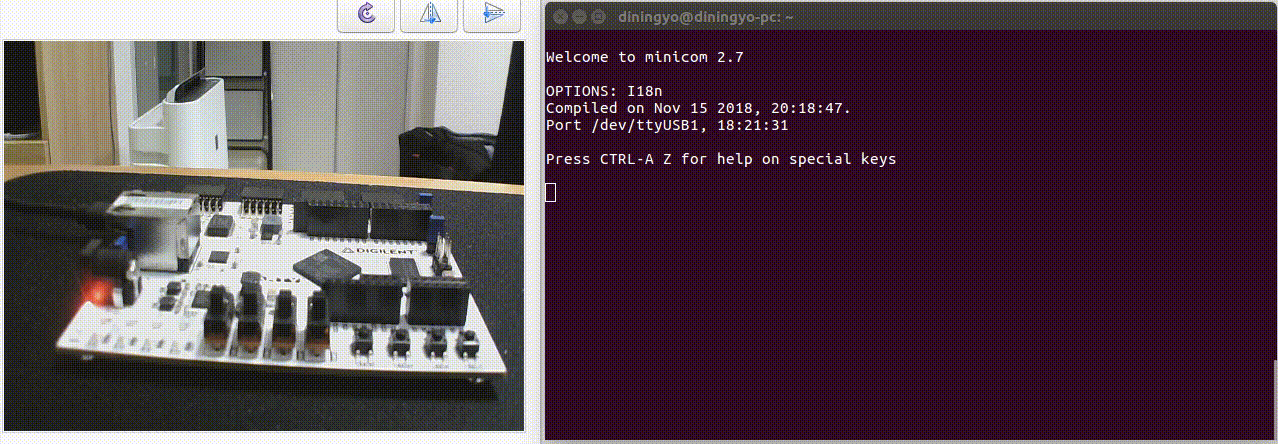 diningyo@diningyo-pc: ~
Welcome to minicom 2.7
OPTIONS: I18n
Compiled on Nov 15 2018, 20:18:47.
Port /dev/ttyUSB1, 18:21:31
Press CTRL-A Z for help on special keys
DIGILENT